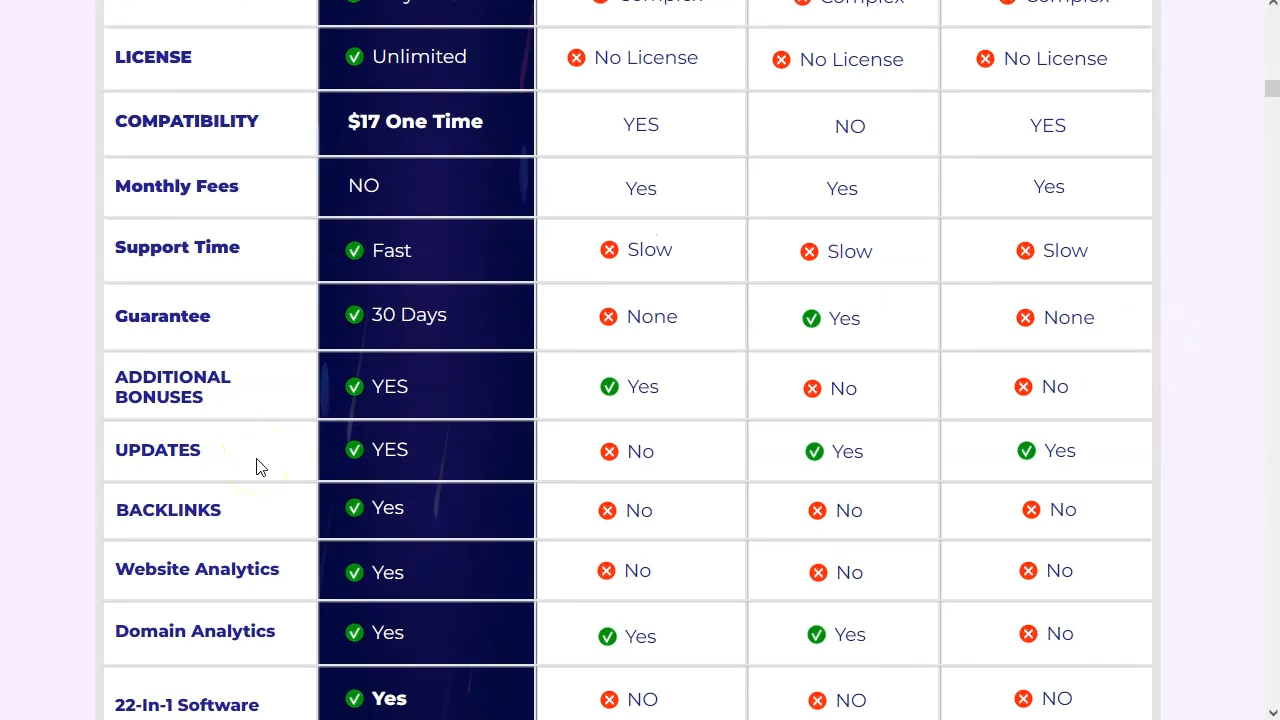 LICENSE Unlimited No License No License No License
COMPATIBILITY $17 One Time YES NO YES
Monthly Fees NO Yes Yes Yes
Support Time Fast Slow Slow Slow
Guarantee 30 Days None Yes None
ADDITIONAL
BONUSES YES Yes No No
UPDATES YES No Yes Yes
BACKLINKS Yes No No No
Website Analytics Yes No No No
Domain Analytics Yes Yes Yes No
22-In-1 Software Yes NO NO NO